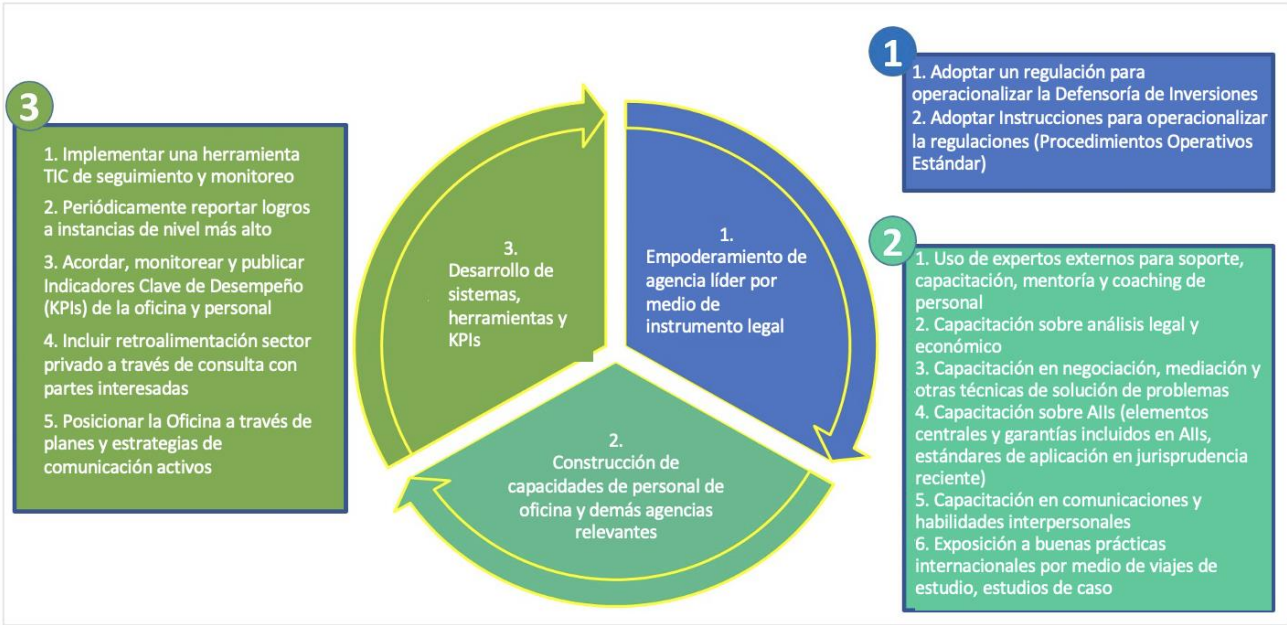 3
1. Implementar una herramienta
TIC de seguimiento y monitoreo
2. Periódicamente reportar logros
a instancias de nivel más alto
3. Acordar, monitorear y publicar
Indicadores Clave de Desempeño
(KPIs) de la oficina y personal
4. Incluir retroalimentación sector
privado a través de consulta con
partes interesadas
5. Posicionar la Oficina a través de
planes y estrategias de
comunicación activos
3.
Desarrollo de
sistemas,
herramientas y
KPIs
1.
Empoderamiento de
agencia líder por
medio de
instrumento legal
2.
Construcción de
capacidades de personal de
oficina y demás agencias
relevantes
1
1. Adoptar un regulación para
operacionalizar la Defensoría de Inversiones
2. Adoptar Instrucciones para operacionalizar
la regulaciones (Procedimientos Operativos
Estándar)
2
1. Uso de expertos externos para soporte,
capacitación, mentoría y coaching de
personal
2. Capacitación sobre análisis legal y
económico
3. Capacitación en negociación, mediación y
otras técnicas de solución de problemas
4. Capacitación sobre AIIs (elementos
centrales y garantías incluidos en AIIs,
estándares de aplicación en jurisprudencia
reciente)
5. Capacitación en comunicaciones y
habilidades interpersonales
6. Exposición a buenas prácticas
internacionales por medio de viajes de
estudio, estudios de caso